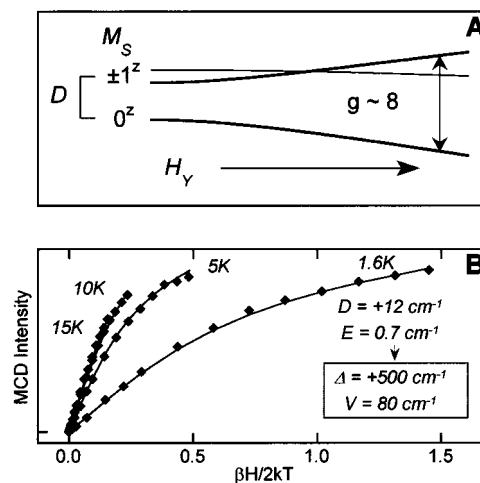 A
M_S
±1^z
D
0^z
g ~ 8
H_Y
B
MCD Intensity
10K
15K
5K
1.6K
D = +12 cm⁻¹
E = 0.7 cm⁻¹
Δ = +500 cm⁻¹
V = 80 cm⁻¹
0.0 0.5 1.0 1.5
βH/2kT